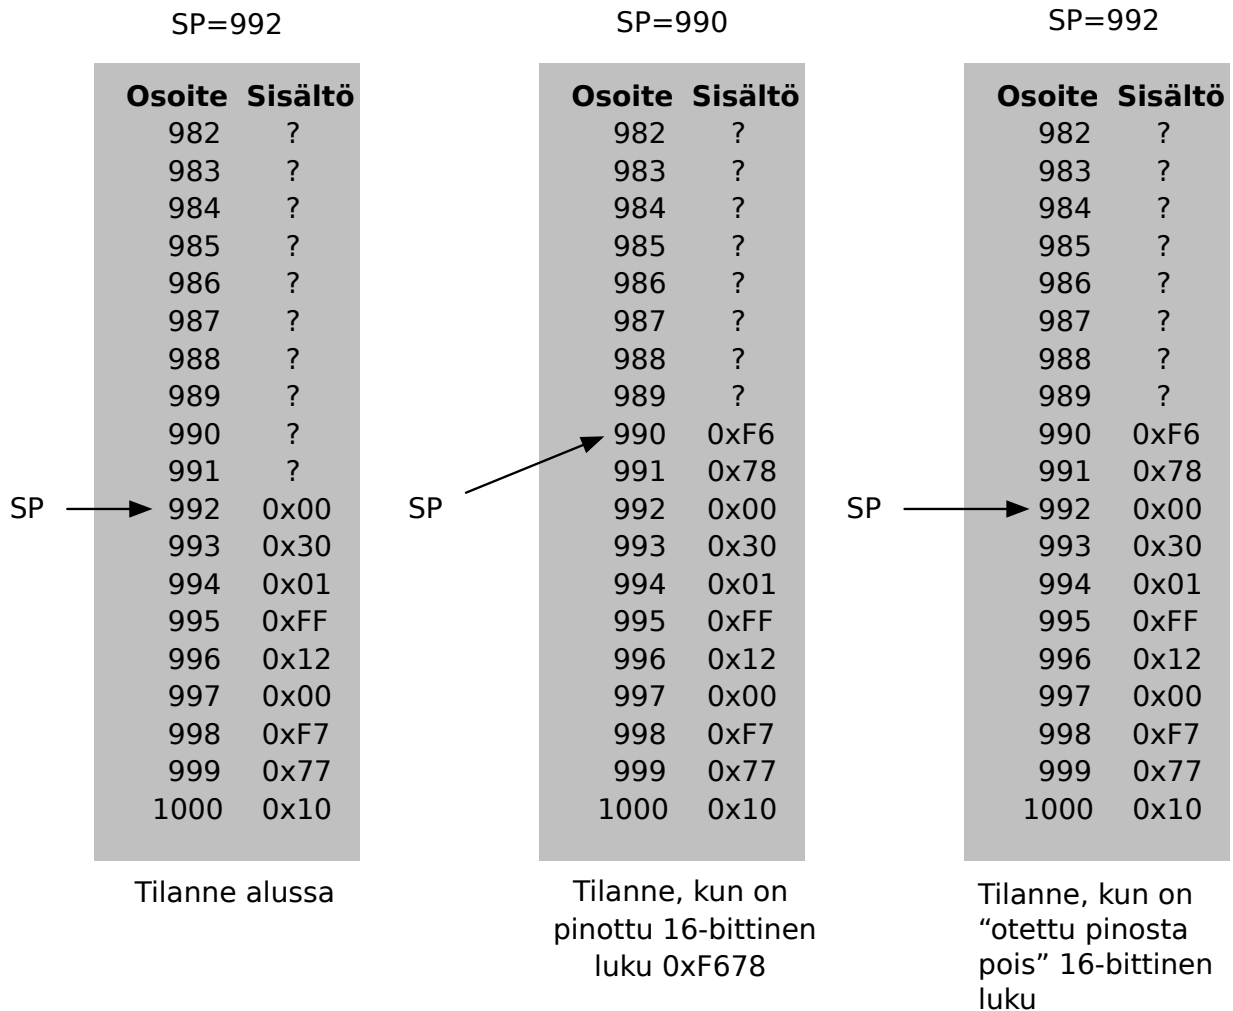 SP=992
Osoite Sisältö
982 ?
983 ?
984 ?
985 ?
986 ?
987 ?
988 ?
989 ?
990 ?
991 ?
SP
992 0x00
993 0x30
994 0x01
995 0xFF
996 0x12
997 0x00
998 0xF7
999 0x77
1000 0x10
Tilanne alussa
SP=990
Osoite Sisältö
982 ?
983 ?
984 ?
985 ?
986 ?
987 ?
988 ?
989 ?
990 0xF6
991 0x78
SP
992 0x00
993 0x30
994 0x01
995 0xFF
996 0x12
997 0x00
998 0xF7
999 0x77
1000 0x10
Tilanne, kun on
pinottu 16-bittinen
luku 0xF678
SP=992
Osoite Sisältö
982 ?
983 ?
984 ?
985 ?
986 ?
987 ?
988 ?
989 ?
990 0xF6
991 0x78
SP
992 0x00
993 0x30
994 0x01
995 0xFF
996 0x12
997 0x00
998 0xF7
999 0x77
1000 0x10
Tilanne, kun on
“otettu pinosta
pois” 16-bittinen
luku